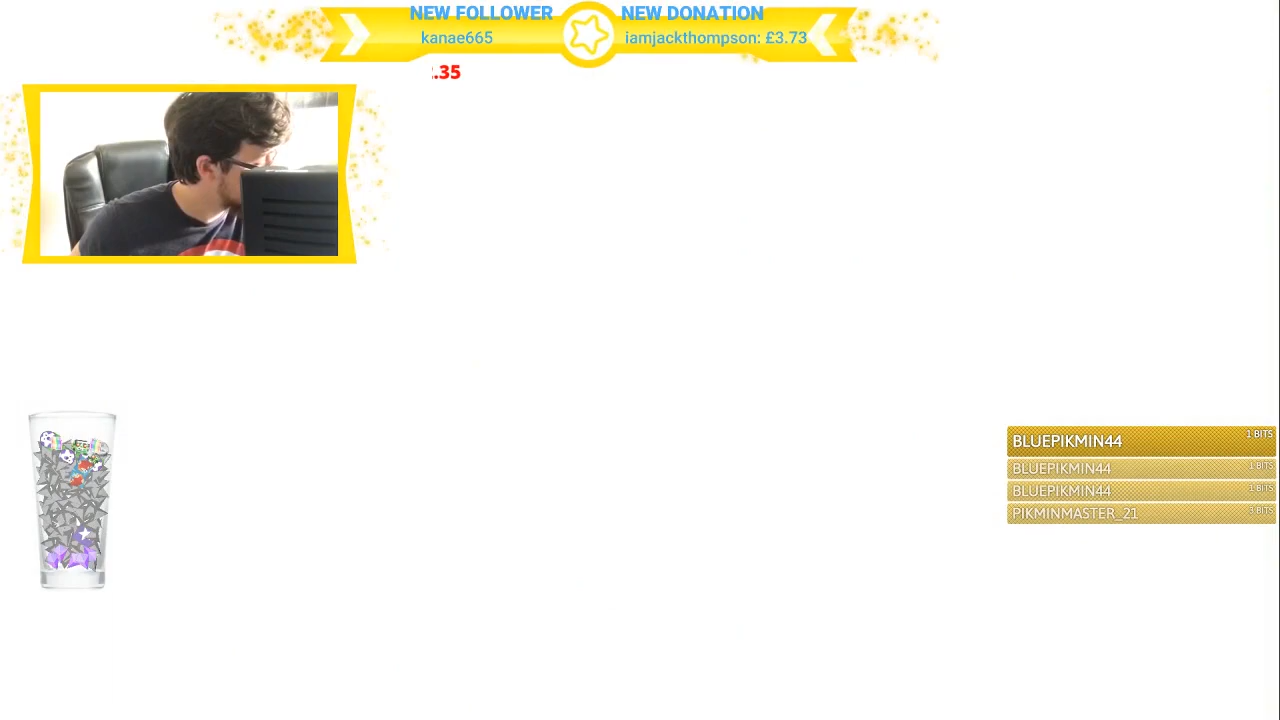 NEW FOLLOWER
kanae665
NEW DONATION
iamjackthompson: £3.73
.35
BLUEPIKMIN44 1 BITS
BLUEPIKMIN44 1 BITS
BLUEPIKMIN44 1 BITS
PIKMINMASTER_21 3 BITS